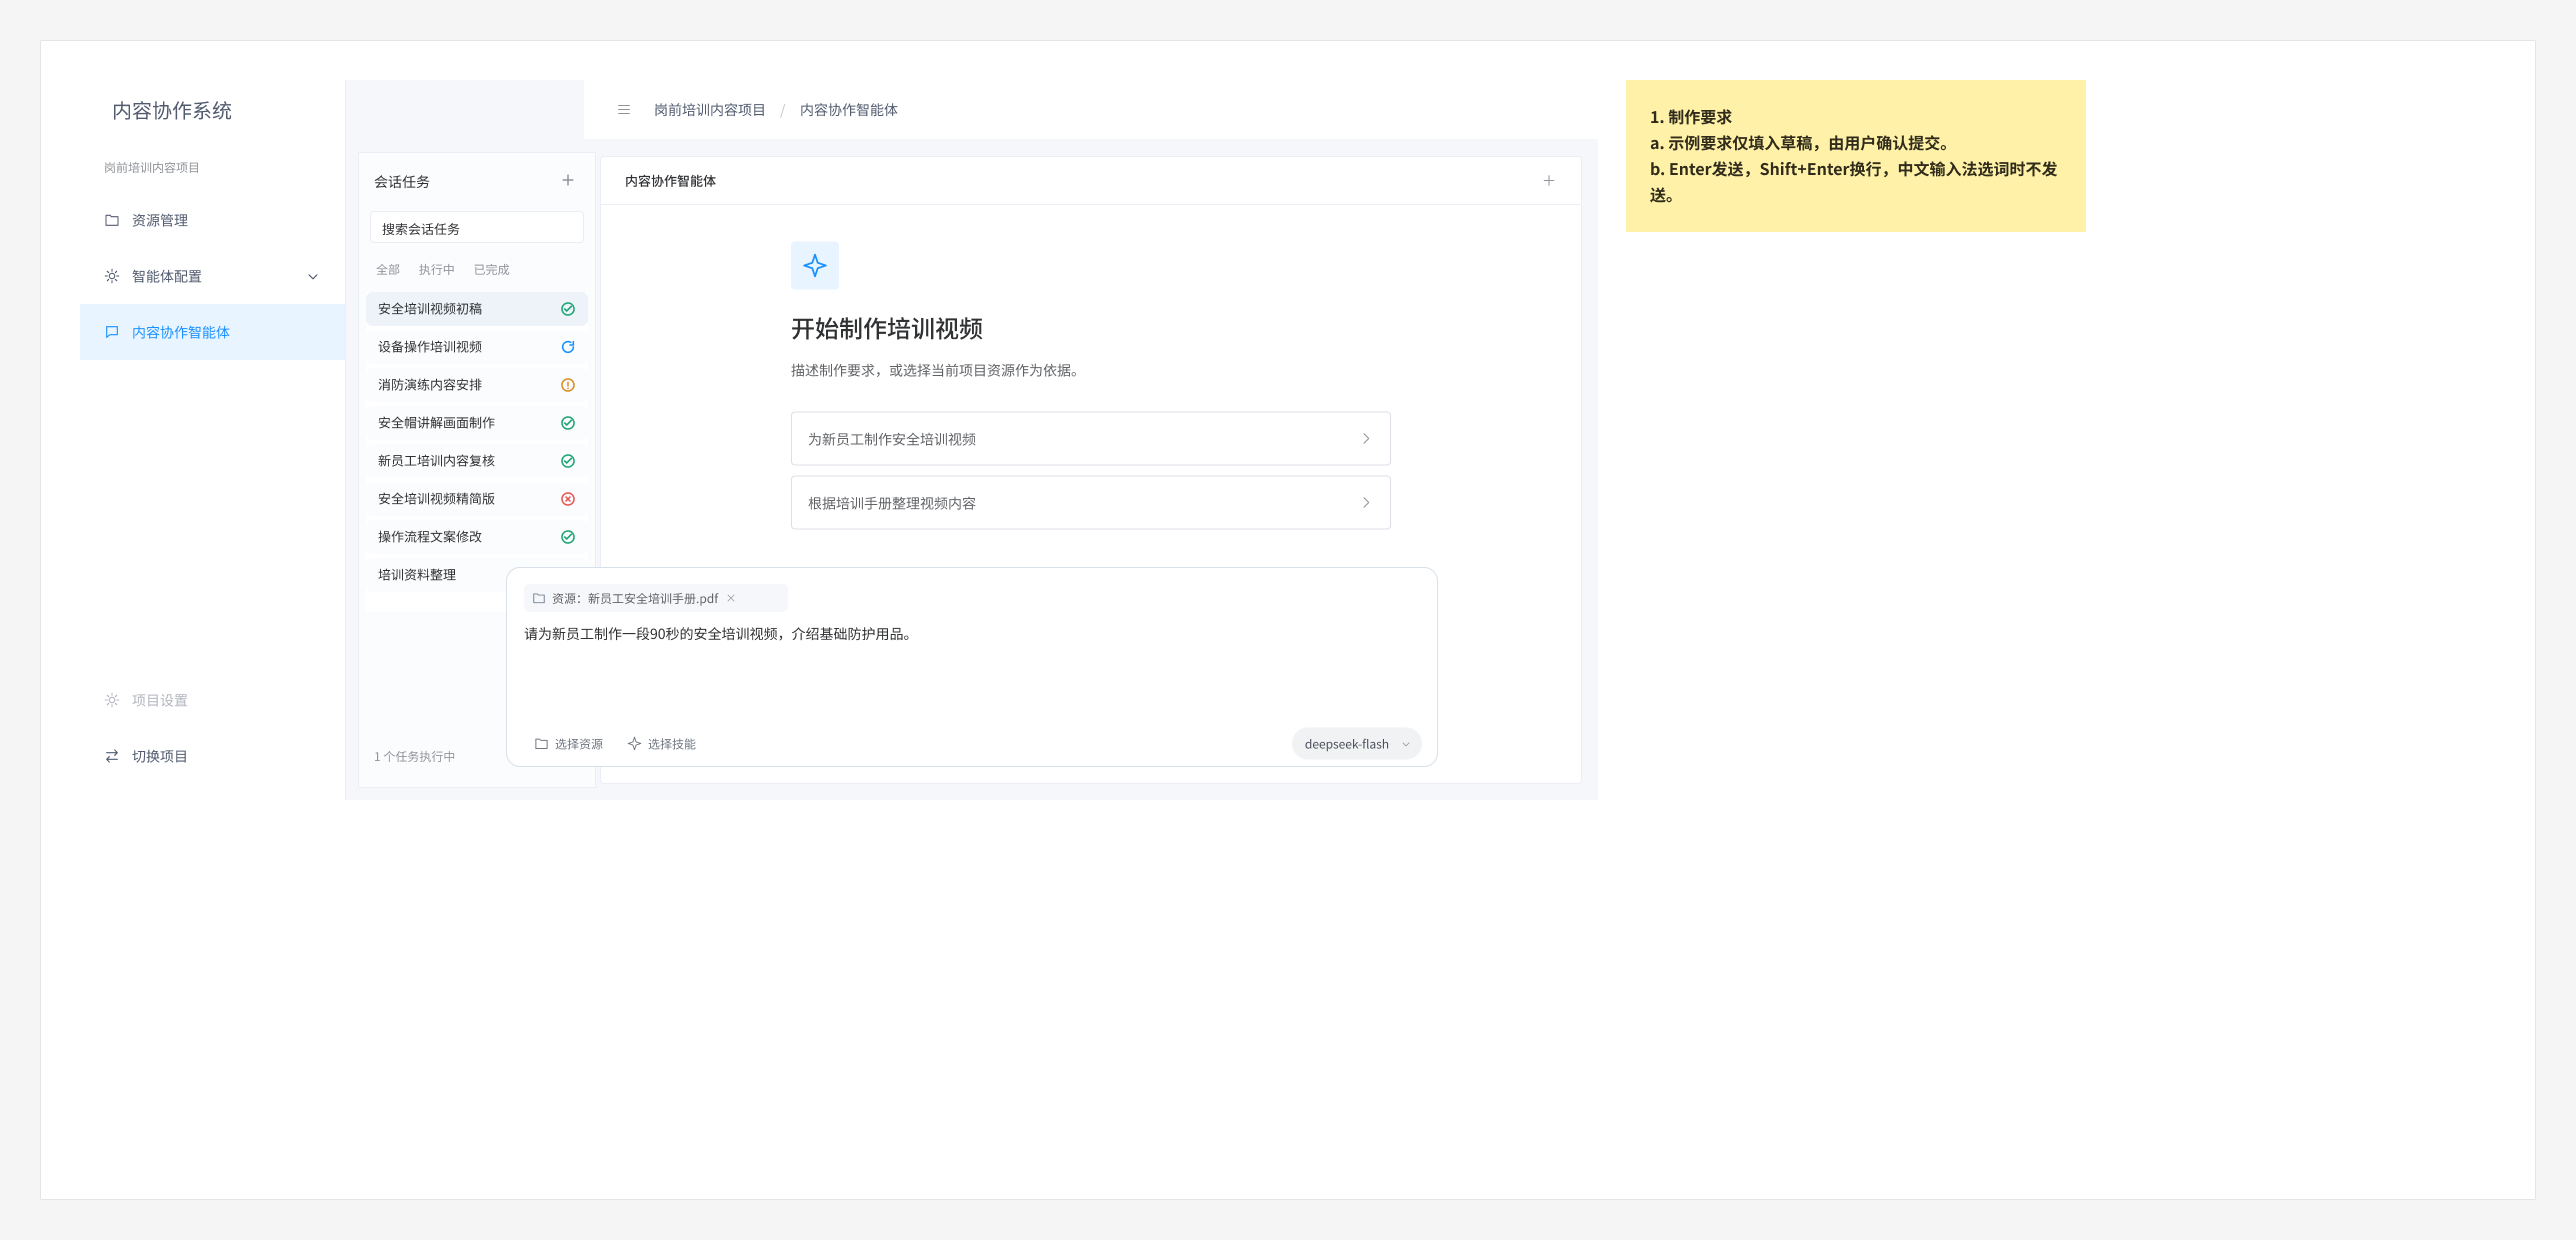 内容协作系统
岗前培训内容项目
资源管理
智能体配置
内容协作智能体
项目设置
切换项目
岗前培训内容项目 / 内容协作智能体
会话任务
搜索会话任务
全部 执行中 已完成
安全培训视频初稿
设备操作培训视频
消防演练内容安排
安全帽讲解画面制作
新员工培训内容复核
安全培训视频精简版
操作流程文案修改
培训资料整理
1 个任务执行中
内容协作智能体
开始制作培训视频
描述制作要求，或选择当前项目资源作为依据。
为新员工制作安全培训视频
根据培训手册整理视频内容
资源：新员工安全培训手册.pdf
请为新员工制作一段90秒的安全培训视频，介绍基础防护用品。
选择资源 选择技能
deepseek-flash
1. 制作要求
a. 示例要求仅填入草稿，由用户确认提交。
b. Enter发送，Shift+Enter换行，中文输入法选词时不发
送。